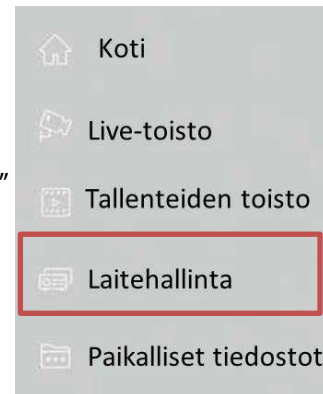 Koti
Live-toisto
”
Tallenteiden toisto
Laitehallinta
Paikalliset tiedostot